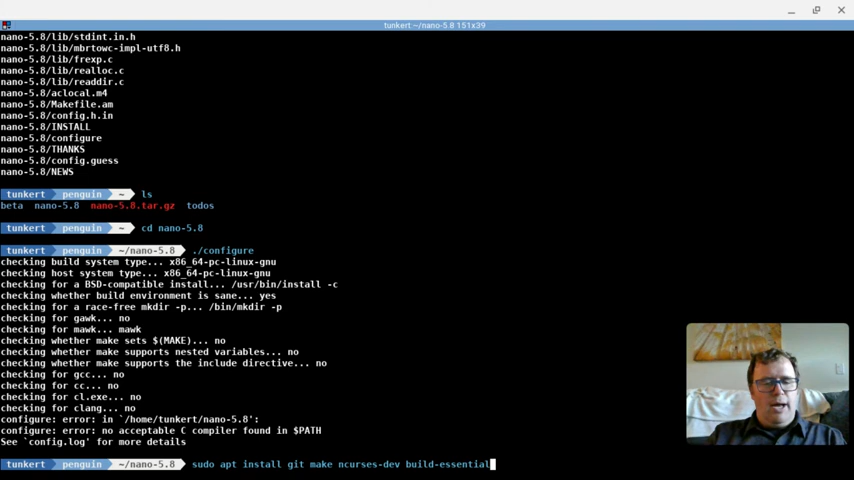 tunkert ~/nano-5.8 151x39
nano-5.8/lib/stdint.in.h
nano-5.8/lib/mbrtowc-impl-utf8.h
nano-5.8/lib/frexp.c
nano-5.8/lib/realloc.c
nano-5.8/lib/readdir.c
nano-5.8/aclocal.m4
nano-5.8/Makefile.am
nano-5.8/config.h.in
nano-5.8/INSTALL
nano-5.8/configure
nano-5.8/THANKS
nano-5.8/config.guess
nano-5.8/NEWS
tunkert penguin ~ ls
beta nano-5.8 nano-5.8.tar.gz todos
tunkert penguin ~ cd nano-5.8
tunkert penguin ~/nano-5.8 ./configure
checking build system type... x86_64-pc-linux-gnu
checking host system type... x86_64-pc-linux-gnu
checking for a BSD-compatible install... /usr/bin/install -c
checking whether build environment is sane... yes
checking for a race-free mkdir -p... /bin/mkdir -p
checking for gawk... no
checking for mawk... mawk
checking whether make sets $(MAKE)... no
checking whether make supports nested variables... no
checking whether make supports the include directive... no
checking for gcc... no
checking for cc... no
checking for cl.exe... no
checking for clang... no
configure: error: in `/home/tunkert/nano-5.8':
configure: error: no acceptable C compiler found in $PATH
See `config.log' for more details
tunkert penguin ~/nano-5.8 sudo apt install git make ncurses-dev build-essential